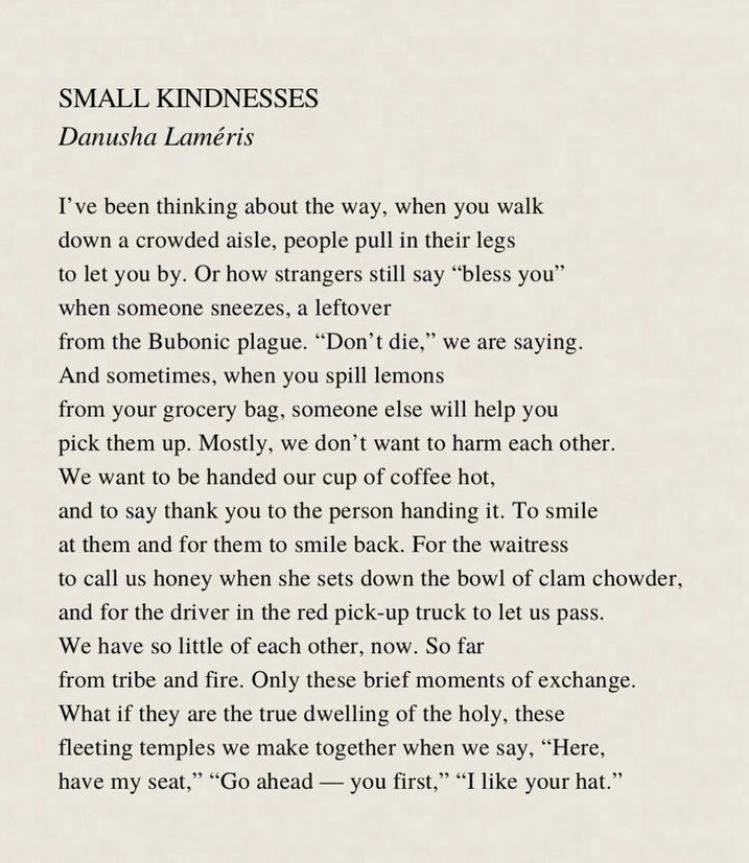 SMALL KINDNESSES
Danusha Laméris
I’ve been thinking about the way, when you walk
down a crowded aisle, people pull in their legs
to let you by. Or how strangers still say “bless you”
when someone sneezes, a leftover
from the Bubonic plague. “Don’t die,” we are saying.
And sometimes, when you spill lemons
from your grocery bag, someone else will help you
pick them up. Mostly, we don’t want to harm each other.
We want to be handed our cup of coffee hot,
and to say thank you to the person handing it. To smile
at them and for them to smile back. For the waitress
to call us honey when she sets down the bowl of clam chowder,
and for the driver in the red pick-up truck to let us pass.
We have so little of each other, now. So far
from tribe and fire. Only these brief moments of exchange.
What if they are the true dwelling of the holy, these
fleeting temples we make together when we say, “Here,
have my seat,” “Go ahead — you first,” “I like your hat.”